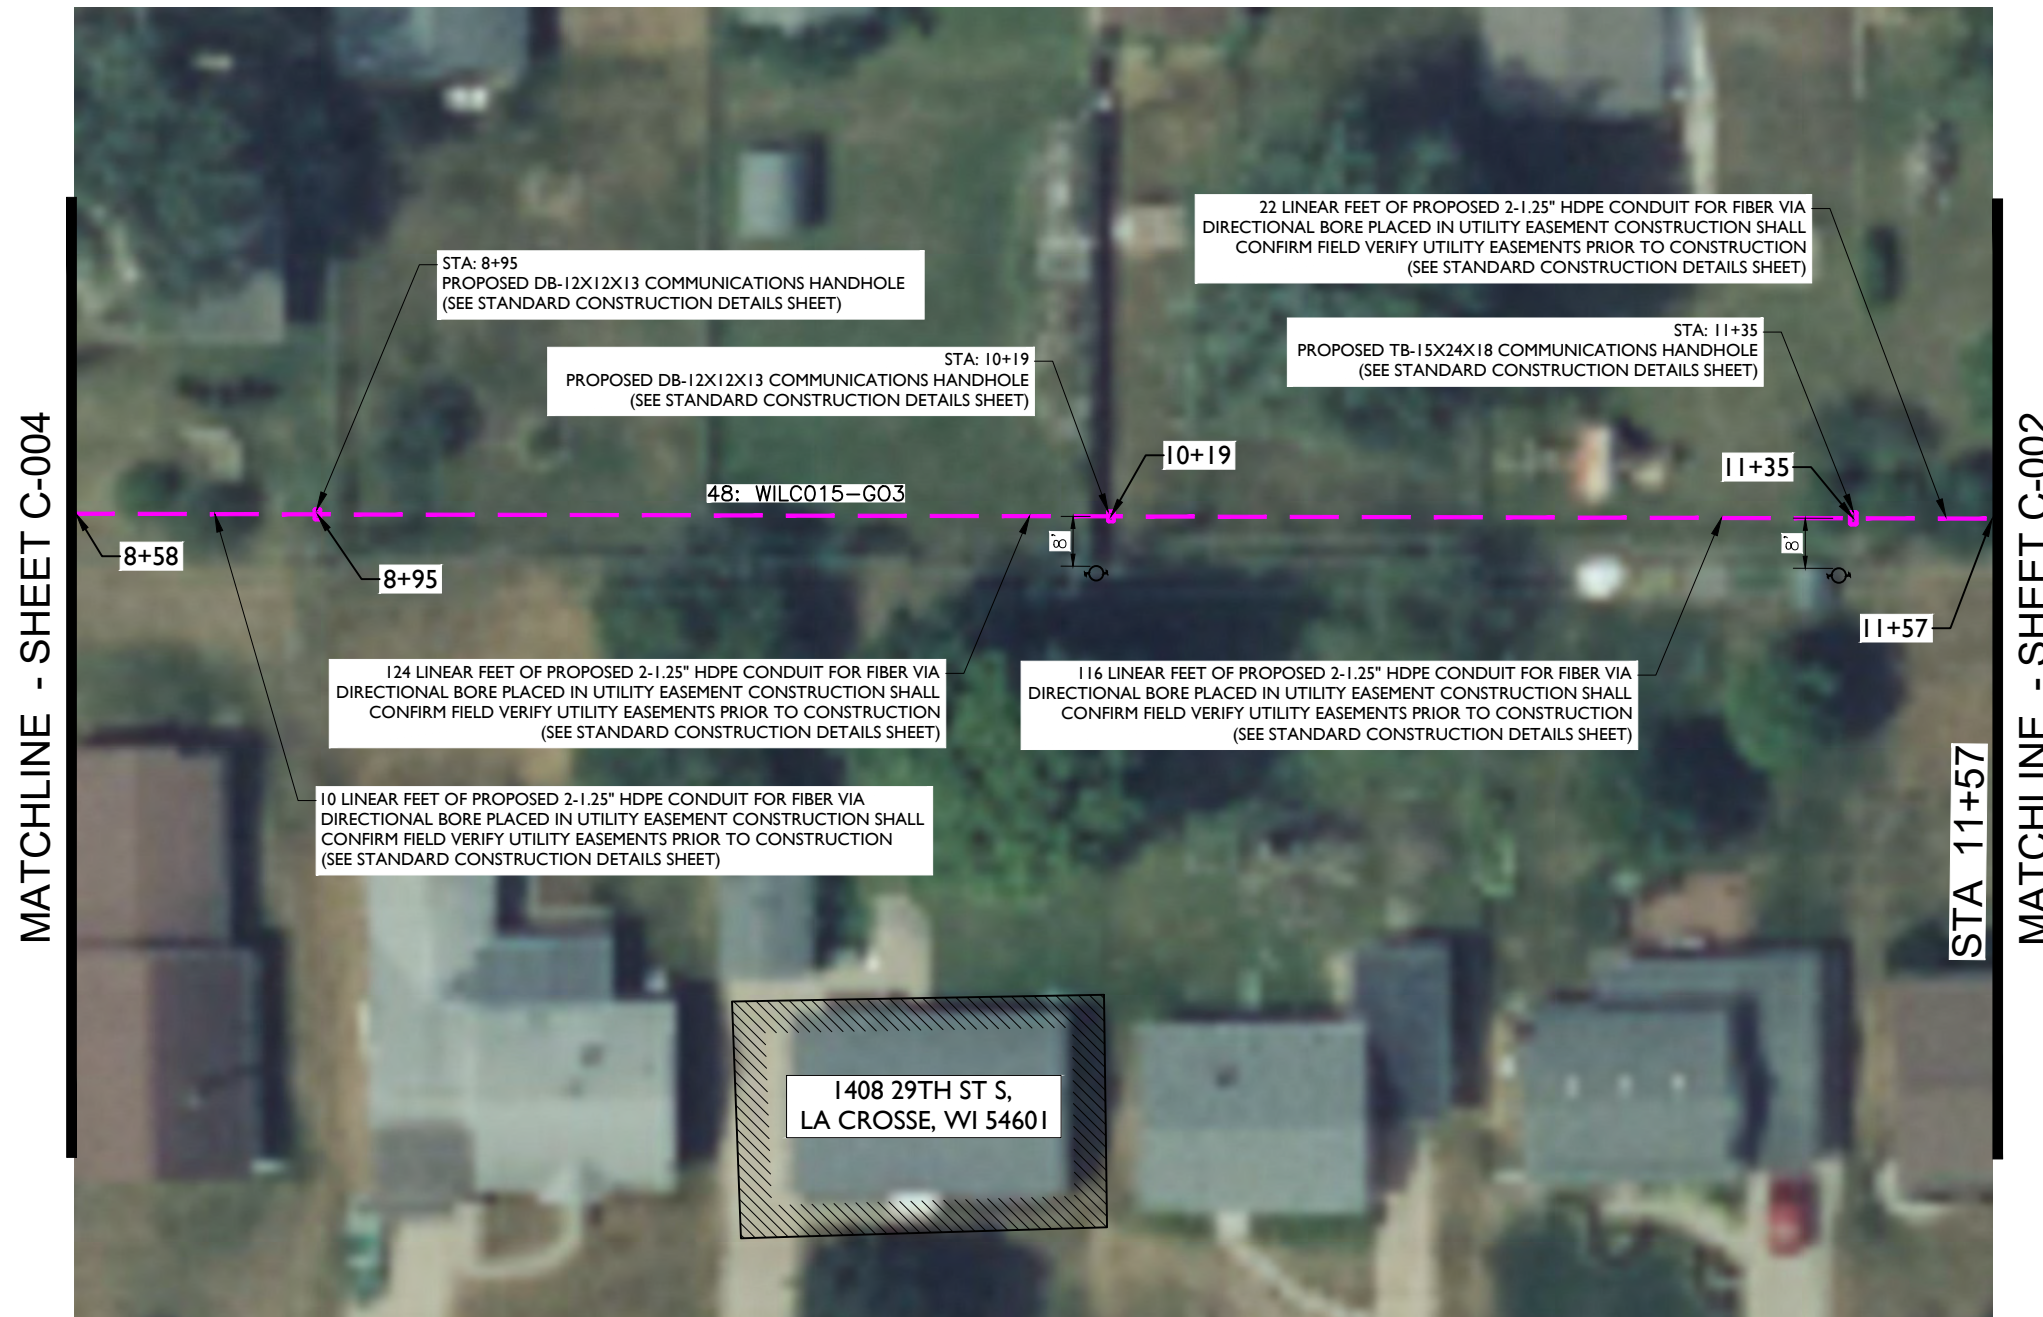 22 LINEAR FEET OF PROPOSED 2-1.25" HDPE CONDUIT FOR FIBER VIA
DIRECTIONAL BORE PLACED IN UTILITY EASEMENT CONSTRUCTION SHALL
CONFIRM FIELD VERIFY UTILITY EASEMENTS PRIOR TO CONSTRUCTION
(SEE STANDARD CONSTRUCTION DETAILS SHEET)
STA: 8+95
PROPOSED DB-12X12X13 COMMUNICATIONS HANDHOLE
(SEE STANDARD CONSTRUCTION DETAILS SHEET)
STA: 10+19
PROPOSED DB-12X12X13 COMMUNICATIONS HANDHOLE
(SEE STANDARD CONSTRUCTION DETAILS SHEET)
STA: 11+35
PROPOSED TB-15X24X18 COMMUNICATIONS HANDHOLE
(SEE STANDARD CONSTRUCTION DETAILS SHEET)
MATCHLINE - SHEET C-004
10+19
11+35
48: WILC015-GO3
8'
8'
8+58
8+95
11+57
124 LINEAR FEET OF PROPOSED 2-1.25" HDPE CONDUIT FOR FIBER VIA
DIRECTIONAL BORE PLACED IN UTILITY EASEMENT CONSTRUCTION SHALL
CONFIRM FIELD VERIFY UTILITY EASEMENTS PRIOR TO CONSTRUCTION
(SEE STANDARD CONSTRUCTION DETAILS SHEET)
116 LINEAR FEET OF PROPOSED 2-1.25" HDPE CONDUIT FOR FIBER VIA
DIRECTIONAL BORE PLACED IN UTILITY EASEMENT CONSTRUCTION SHALL
CONFIRM FIELD VERIFY UTILITY EASEMENTS PRIOR TO CONSTRUCTION
(SEE STANDARD CONSTRUCTION DETAILS SHEET)
10 LINEAR FEET OF PROPOSED 2-1.25" HDPE CONDUIT FOR FIBER VIA
DIRECTIONAL BORE PLACED IN UTILITY EASEMENT CONSTRUCTION SHALL
CONFIRM FIELD VERIFY UTILITY EASEMENTS PRIOR TO CONSTRUCTION
(SEE STANDARD CONSTRUCTION DETAILS SHEET)
STA 11+57
MATCHLINE - SHEET C-002
1408 29TH ST S,
LA CROSSE, WI 54601